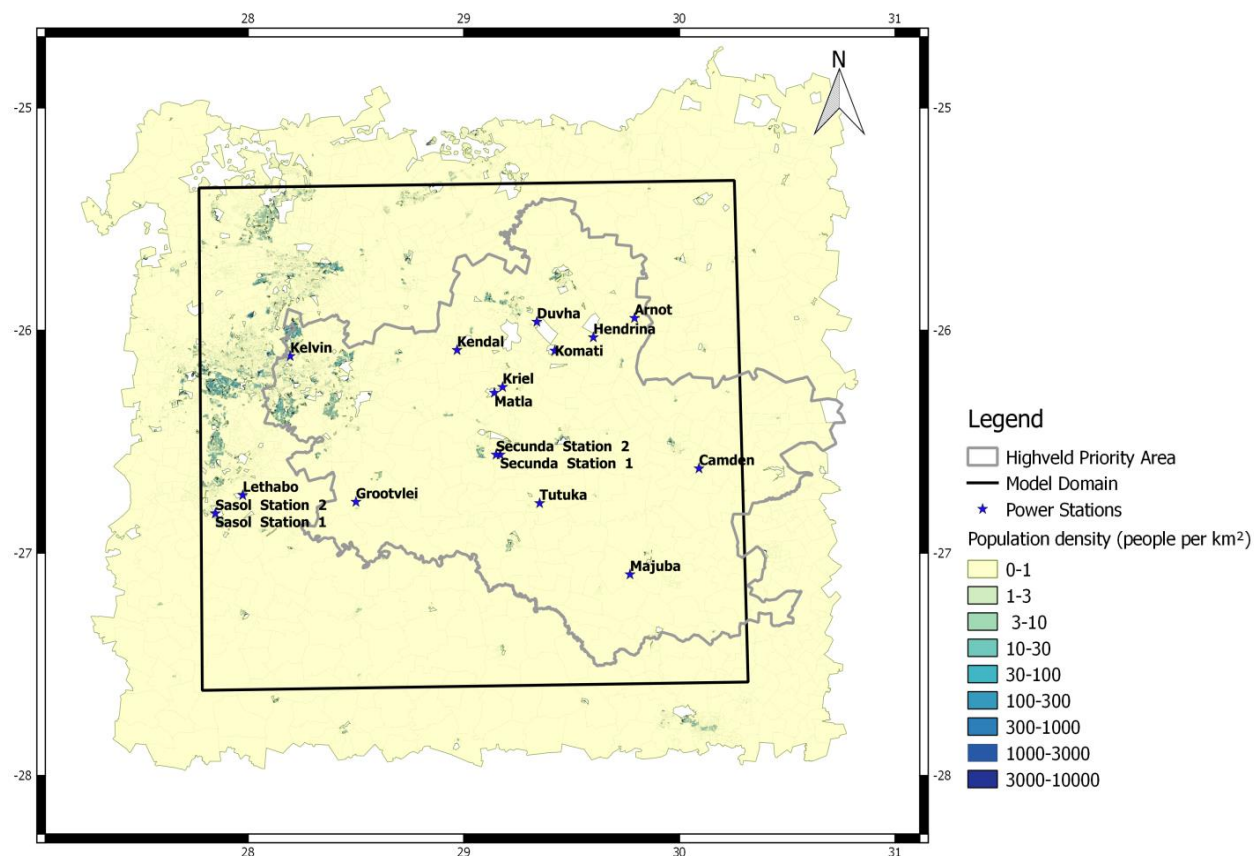 28 29 30 31
N
-25 -25
-26 -26
-27 -27
-28 -28
28 29 30 31
Kelvin
Kendal
Duvha
Arnot
Hendrina
Komati
Kriel
Matla
Secunda Station 2
Secunda Station 1
Camden
Lethabo
Sasol Station 2
Sasol Station 1
Grootvlei
Tutuka
Majuba
Legend
Highveld Priority Area
Model Domain
Power Stations
Population density (people per km²)
0-1
1-3
3-10
10-30
30-100
100-300
300-1000
1000-3000
3000-10000